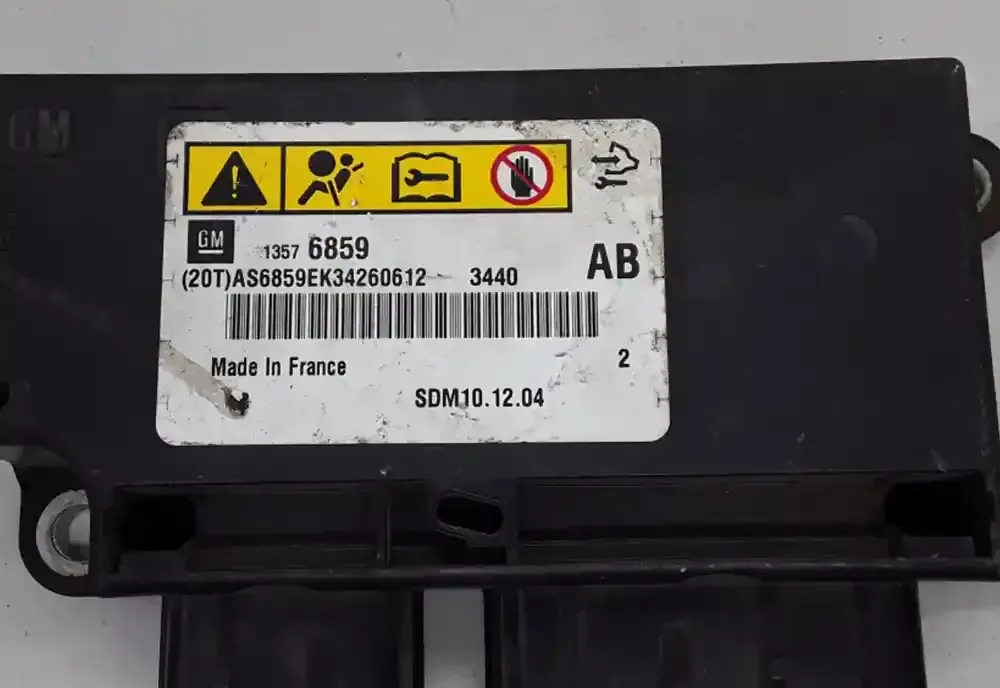 GM
GM 1357 6859
AB
(20T)AS6859EK34260612 3440
Made In France
2
SDM10.12.04